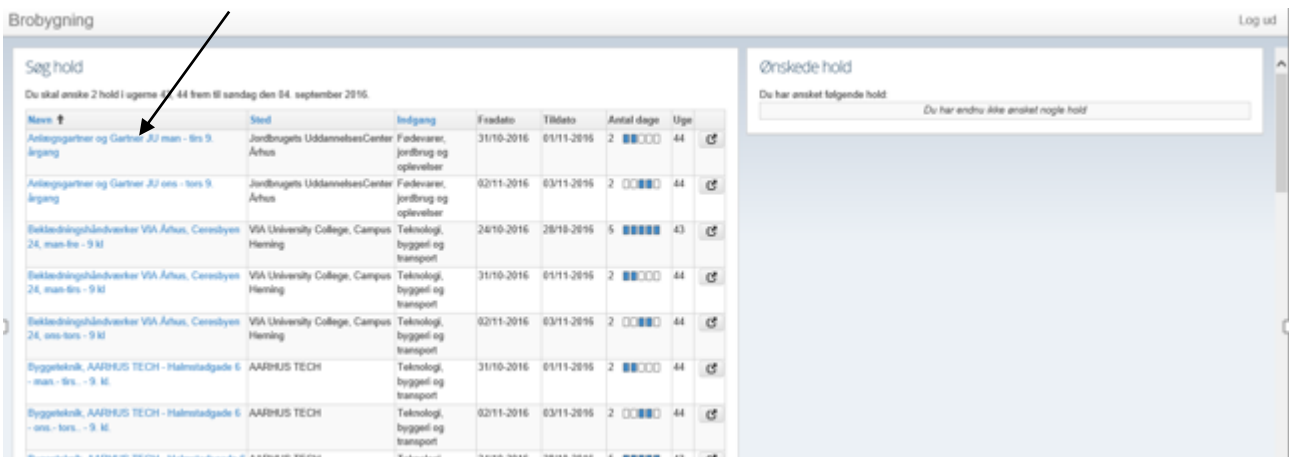 Brobygning
Log ud
Søg hold
Du skal ønske 2 hold i ugerne 43, 44 frem til søndag den 04. september 2016.
Navn Sted Indgang Fradato Tildato Antal dage Uge
Anlægsgartner og Gartner JU man - tirs 9. Jordbrugets UddannelsesCenter Fødevarer, 31/10-2016 01/11-2016 2 44
årgang Århus jordbrug og
oplevelser
Anlægsgartner og Gartner JU ons - tors 9. Jordbrugets UddannelsesCenter Fødevarer, 02/11-2016 03/11-2016 2 44
årgang Århus jordbrug og
oplevelser
Beklædningshåndværker VIA Århus, Ceresbyen VIA University College, Campus Teknologi, 24/10-2016 28/10-2016 5 43
24, man-fre - 9 kl Herning byggeri og
transport
Beklædningshåndværker VIA Århus, Ceresbyen VIA University College, Campus Teknologi, 31/10-2016 01/11-2016 2 44
24, man-tirs - 9 kl Herning byggeri og
transport
Beklædningshåndværker VIA Århus, Ceresbyen VIA University College, Campus Teknologi, 02/11-2016 03/11-2016 2 44
24, ons-tors - 9 kl Herning byggeri og
transport
Byggeteknik, AARHUS TECH - Halmstadgade 6 AARHUS TECH Teknologi, 31/10-2016 01/11-2016 2 44
- man.- tirs.. - 9. kl. byggeri og
transport
Byggeteknik, AARHUS TECH - Halmstadgade 6 AARHUS TECH Teknologi, 02/11-2016 03/11-2016 2 44
- ons.- tors.. - 9. kl. byggeri og
transport
Ønskede hold
Du har ønsket følgende hold:
Du har endnu ikke ønsket nogle hold